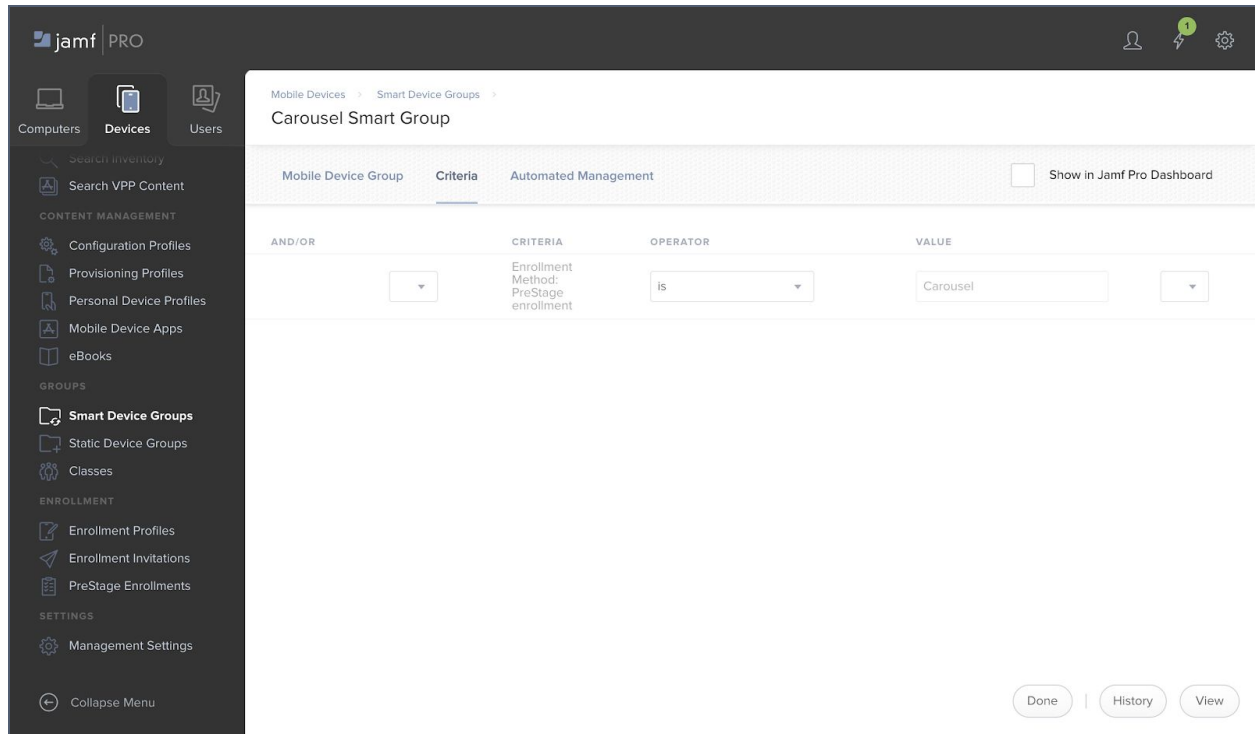 jamf PRO
1
Computers
Devices
Users
Search Inventory
Search VPP Content
CONTENT MANAGEMENT
Configuration Profiles
Provisioning Profiles
Personal Device Profiles
Mobile Device Apps
eBooks
GROUPS
Smart Device Groups
Static Device Groups
Classes
ENROLLMENT
Enrollment Profiles
Enrollment Invitations
PreStage Enrollments
SETTINGS
Management Settings
Collapse Menu
Mobile Devices > Smart Device Groups >
Carousel Smart Group
Mobile Device Group Criteria Automated Management
Show in Jamf Pro Dashboard
AND/OR CRITERIA OPERATOR VALUE
Enrollment
Method:
PreStage
enrollment
is
Carousel
Done | History View